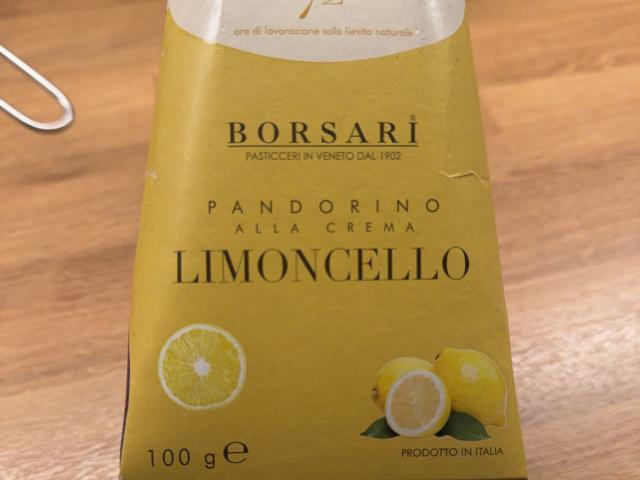 ore di lavorazione solo lievito naturale
BORSARI®
PASTICCERI IN VENETO DAL 1902
PANDORINO
ALLA CREMA
LIMONCELLO
100 g ℮
PRODOTTO IN ITALIA